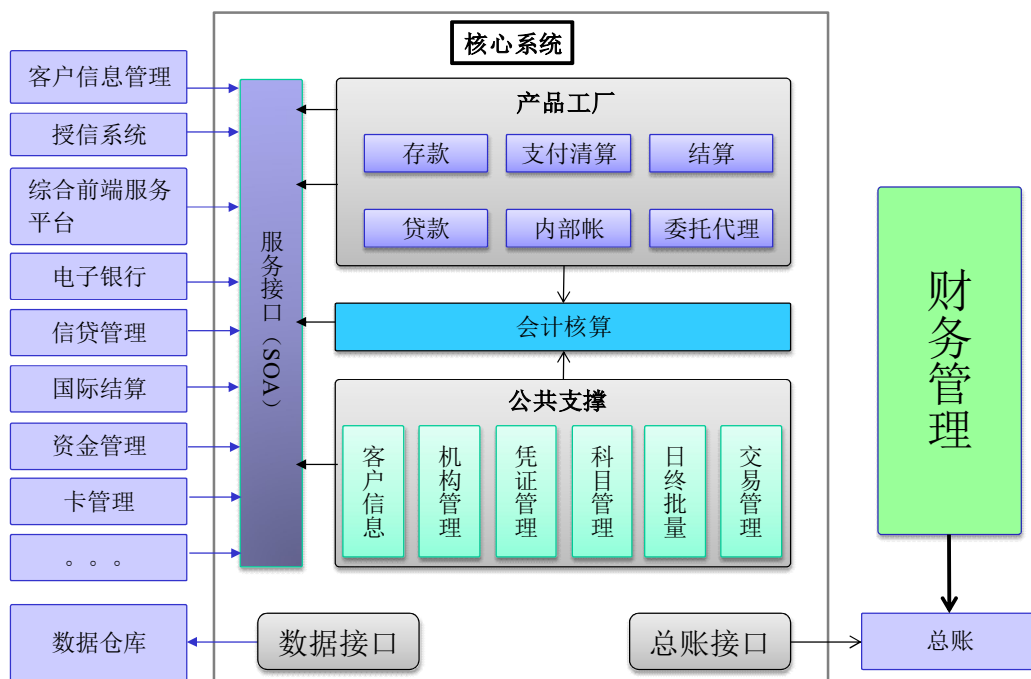 核心系统
客户信息管理
授信系统
综合前端服务
平台
电子银行
信贷管理
国际结算
资金管理
卡管理
。。。
数据仓库
服务接口（SOA）
产品工厂
存款
支付清算
结算
贷款
内部帐
委托代理
会计核算
公共支撑
客户信息
机构管理
凭证管理
科目管理
日终批量
交易管理
数据接口
总账接口
财务管理
总账